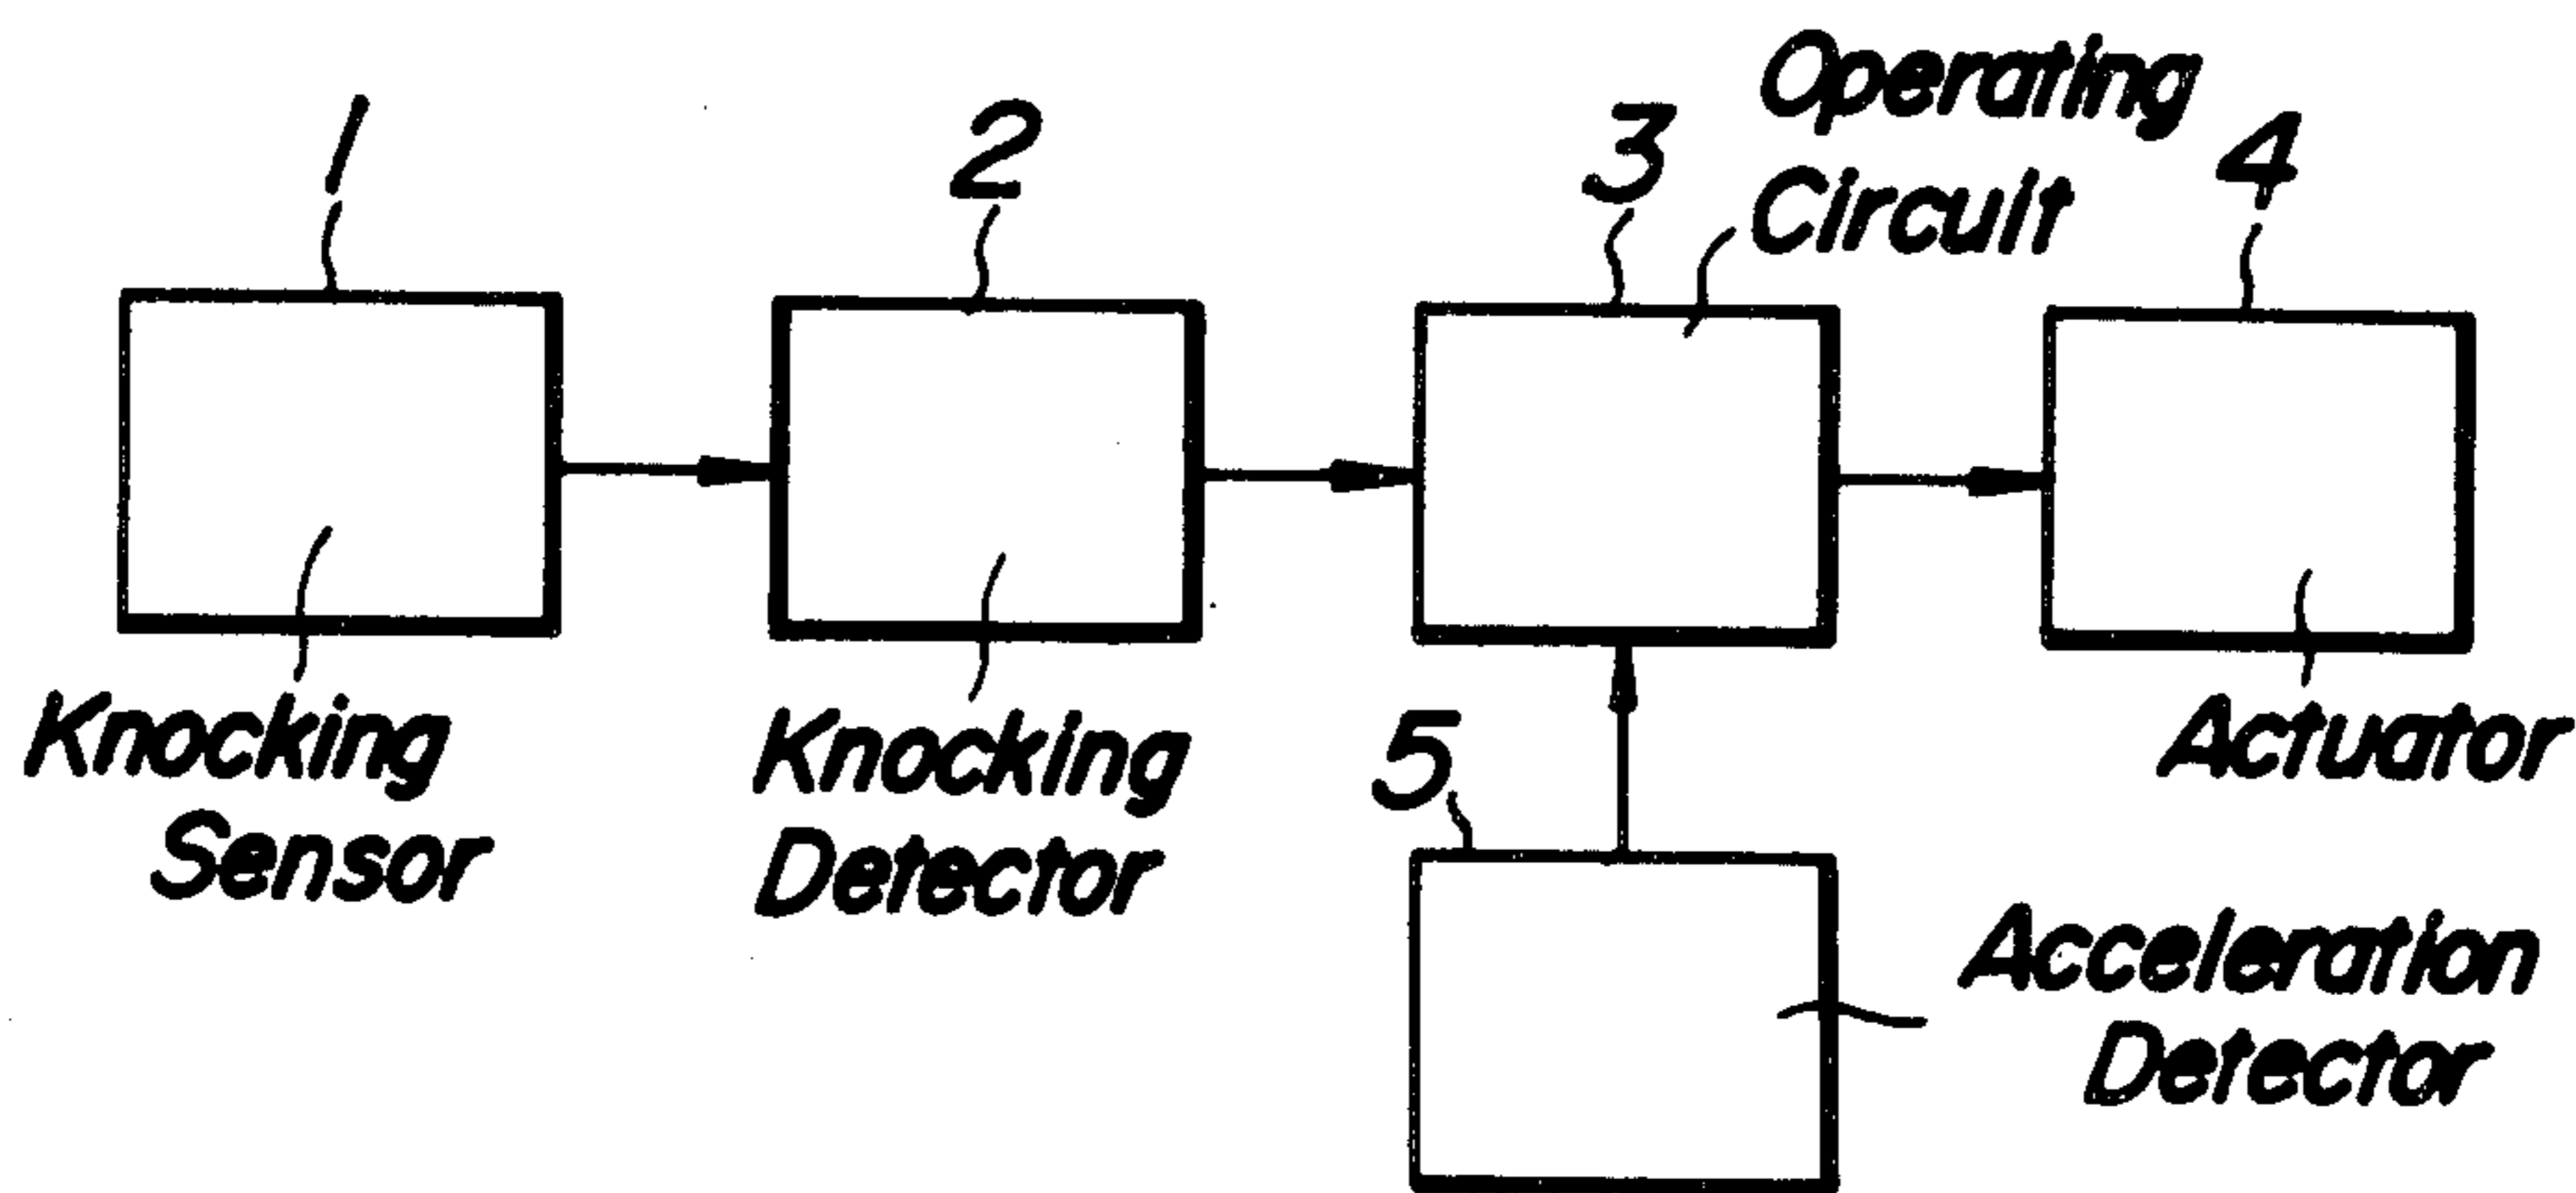 1
2
3
Operating
Circuit
4
Knocking
Sensor
Knocking
Detector
5
Actuator
Acceleration
Detector